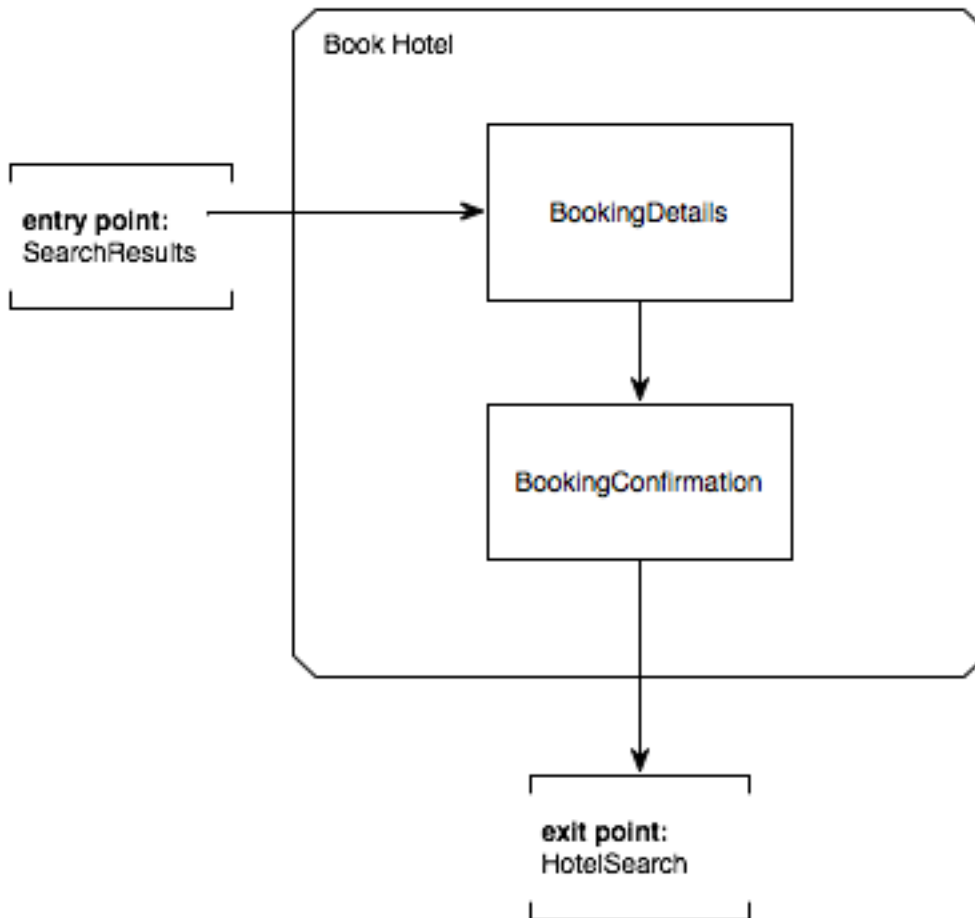 Book Hotel
BookingDetails
entry point:
SearchResults
BookingConfirmation
exit point:
HotelSearch